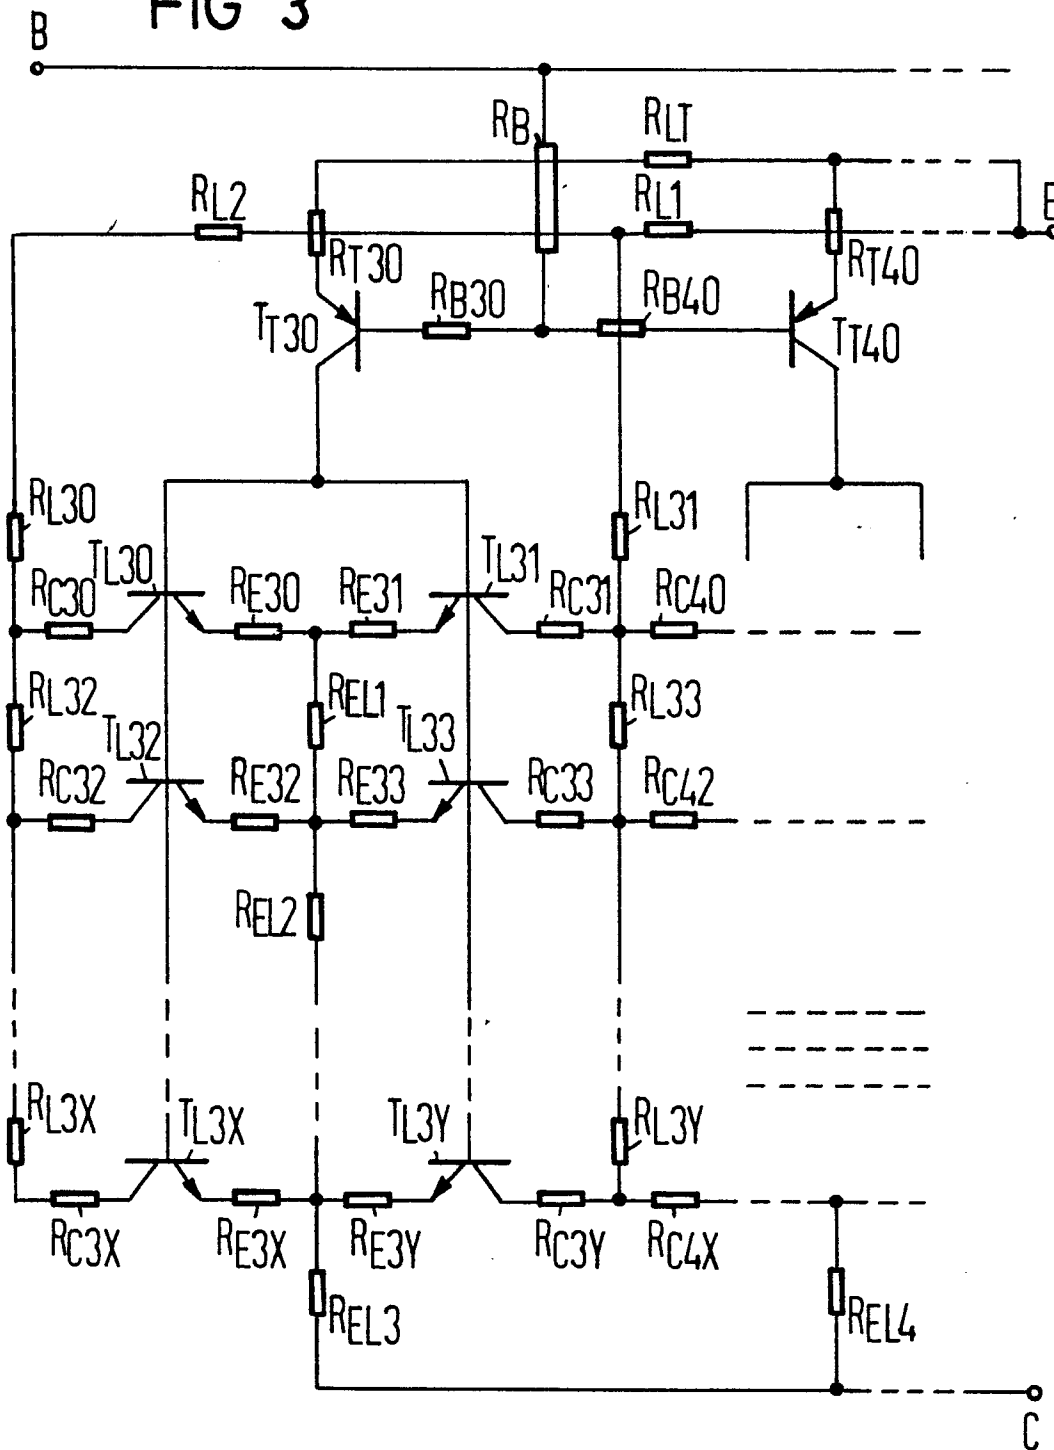 FIG 3
B
RB
RLT
RL2
RL1
E
RT30
RB30
RB40
RT40
TT30
TT40
RL30
RL31
TL30
TL31
RC30
RE30
RE31
RC31
RC40
RL32
REL1
RL33
TL32
TL33
RC32
RE32
RE33
RC33
RC42
REL2
RL3X
TL3X
TL3Y
RL3Y
RC3X
RE3X
RE3Y
RC3Y
RC4X
REL3
REL4
C